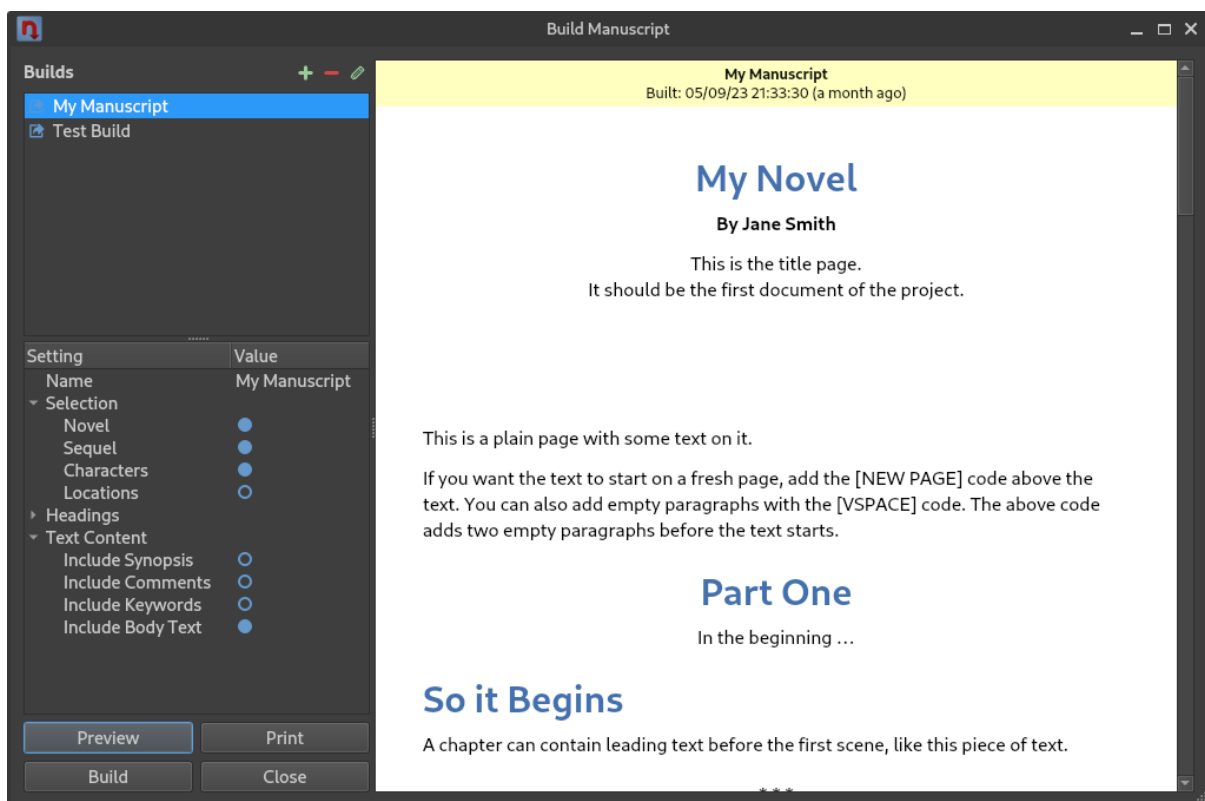 Build Manuscript
Builds
My Manuscript
Test Build
Setting Value
Name My Manuscript
Selection
Novel
Sequel
Characters
Locations
Headings
Text Content
Include Synopsis
Include Comments
Include Keywords
Include Body Text
Preview Print
Build Close
My Manuscript
Built: 05/09/23 21:33:30 (a month ago)
My Novel
By Jane Smith
This is the title page.
It should be the first document of the project.
This is a plain page with some text on it.
If you want the text to start on a fresh page, add the [NEW PAGE] code above the
text. You can also add empty paragraphs with the [VSPACE] code. The above code
adds two empty paragraphs before the text starts.
Part One
In the beginning …
So it Begins
A chapter can contain leading text before the first scene, like this piece of text.
* * *